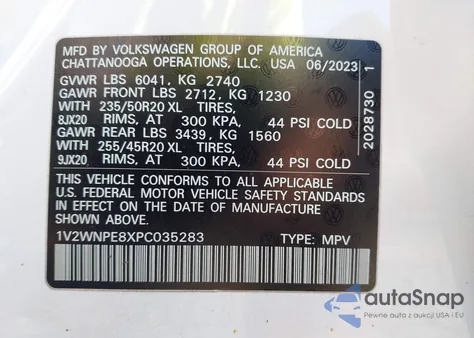 MFD BY VOLKSWAGEN GROUP OF AMERICA
CHATTANOOGA OPERATIONS, LLC. USA 06/2023
GVWR LBS 6041, KG 2740
GAWR FRONT LBS 2712, KG 1230
WITH 235/50R20 XL TIRES,
8JX20 RIMS, AT 300 KPA, 44 PSI COLD
GAWR REAR LBS 3439, KG 1560
WITH 255/45R20 XL TIRES,
9JX20 RIMS, AT 300 KPA, 44 PSI COLD
THIS VEHICLE CONFORMS TO ALL APPLICABLE
U.S. FEDERAL MOTOR VEHICLE SAFETY STANDARDS
IN EFFECT ON THE DATE OF MANUFACTURE
1V2WNPE8XPC035283 TYPE: MPV
2028730 1
autoSnap
Pewne auto z USA i EU